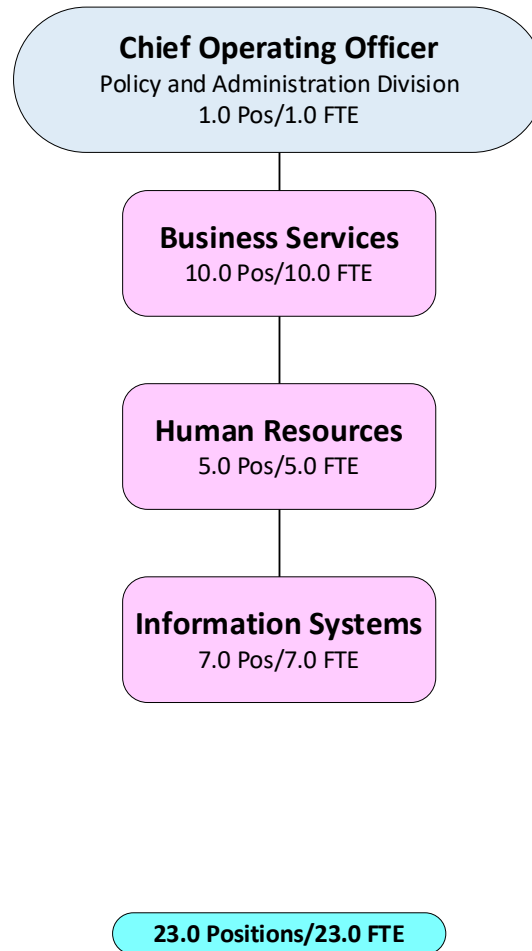 Chief Operating Officer
Policy and Administration Division
1.0 Pos/1.0 FTE
Business Services
10.0 Pos/10.0 FTE
Human Resources
5.0 Pos/5.0 FTE
Information Systems
7.0 Pos/7.0 FTE
23.0 Positions/23.0 FTE